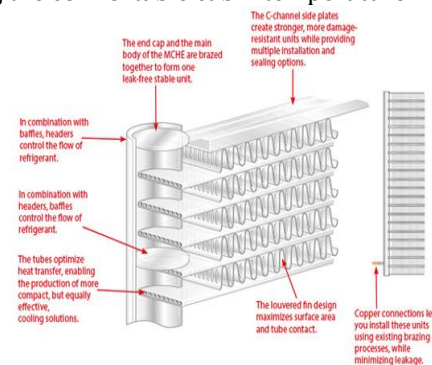 The C-channel side plates
create stronger, more damage-
resistant units while providing
multiple installation and
sealing options.
The end cap and the main
body of the MCHE are brazed
together to form one
leak-free stable unit.
In combination with
baffles, headers
control the flow of
refrigerant.
In combination with
headers, baffles
control the flow of
refrigerant.
The tubes optimize
heat transfer, enabling
the production of more
compact, but equally
effective,
cooling solutions.
The louvered fin design
maximizes surface area
and tube contact.
Copper connections le
you install these units
using existing brazing
processes, while
minimizing leakage.